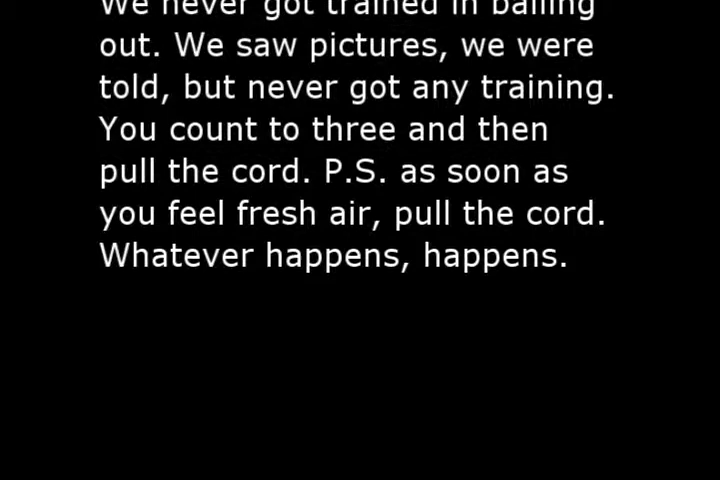 We never got trained in bailing
out. We saw pictures, we were
told, but never got any training.
You count to three and then
pull the cord. P.S. as soon as
you feel fresh air, pull the cord.
Whatever happens, happens.